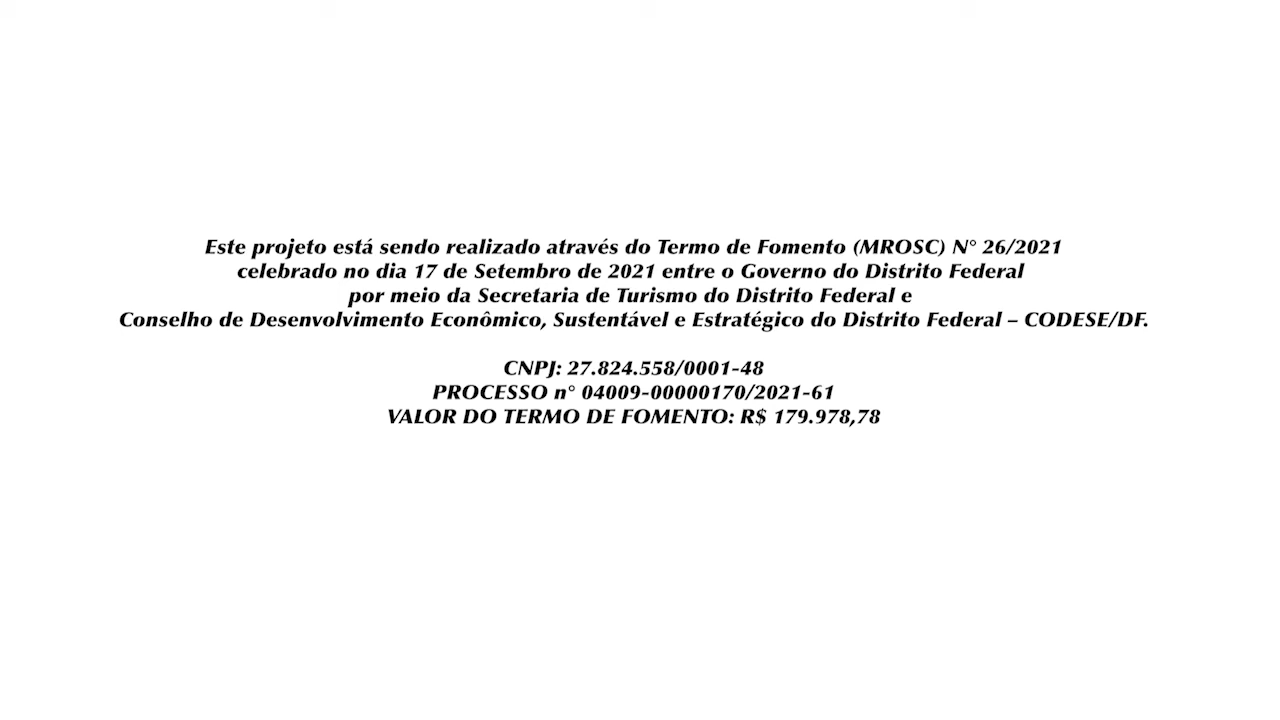 Este projeto está sendo realizado através do Termo de Fomento (MROSC) N° 26/2021
celebrado no dia 17 de Setembro de 2021 entre o Governo do Distrito Federal
por meio da Secretaria de Turismo do Distrito Federal e
Conselho de Desenvolvimento Econômico, Sustentável e Estratégico do Distrito Federal – CODESE/DF.
CNPJ: 27.824.558/0001-48
PROCESSO n° 04009-00000170/2021-61
VALOR DO TERMO DE FOMENTO: R$ 179.978,78